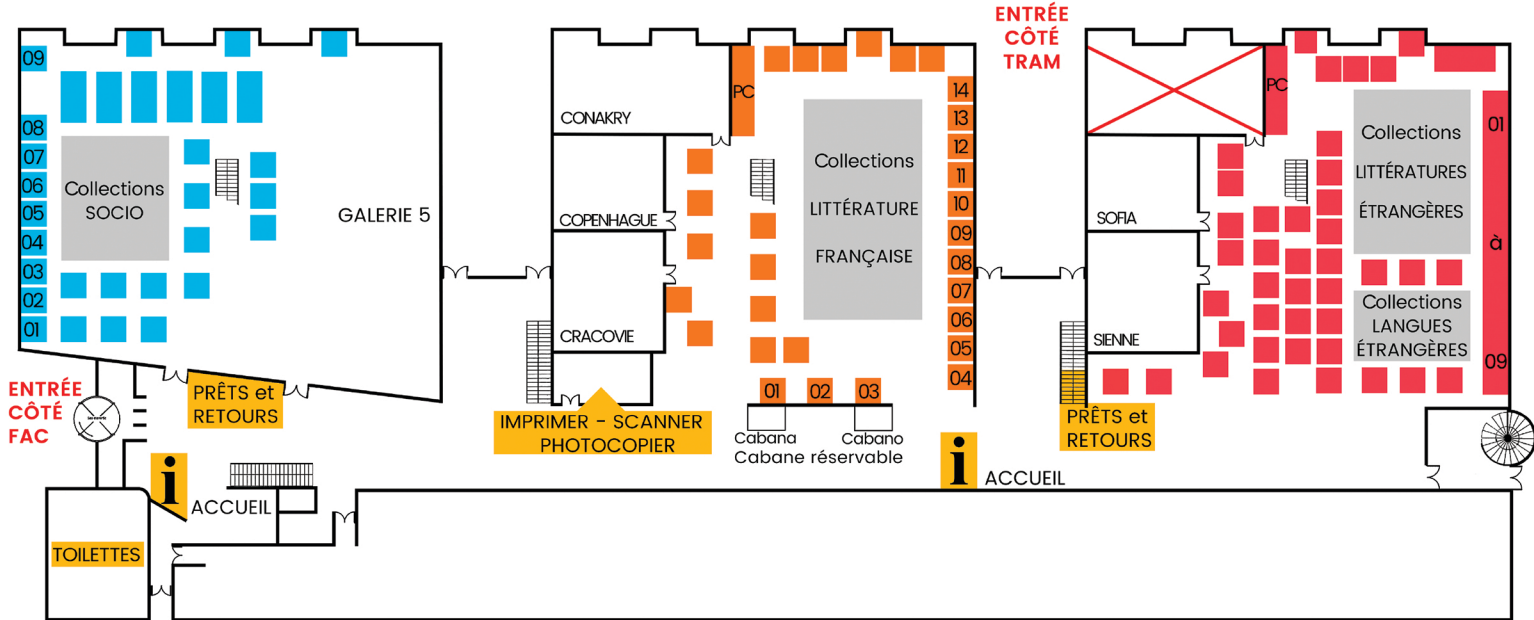 ENTRÉE
CÔTÉ
TRAM
09
08
07
06
05
04
03
02
01
Collections
SOCIO
GALERIE 5
ENTRÉE
CÔTÉ
FAC
PRÊTS et
RETOURS
i
ACCUEIL
TOILETTES
CONAKRY
COPENHAGUE
CRACOVIE
PC
Collections
LITTÉRATURE
FRANÇAISE
14
13
12
11
10
09
08
07
06
05
04
01
02
03
IMPRIMER - SCANNER
PHOTOCOPIER
Cabana
Cabano
Cabane réservable
i
ACCUEIL
SOFIA
SIENNE
PC
Collections
LITTÉRATURES
ÉTRANGÈRES
Collections
LANGUES
ÉTRANGÈRES
01
à
09
PRÊTS et
RETOURS